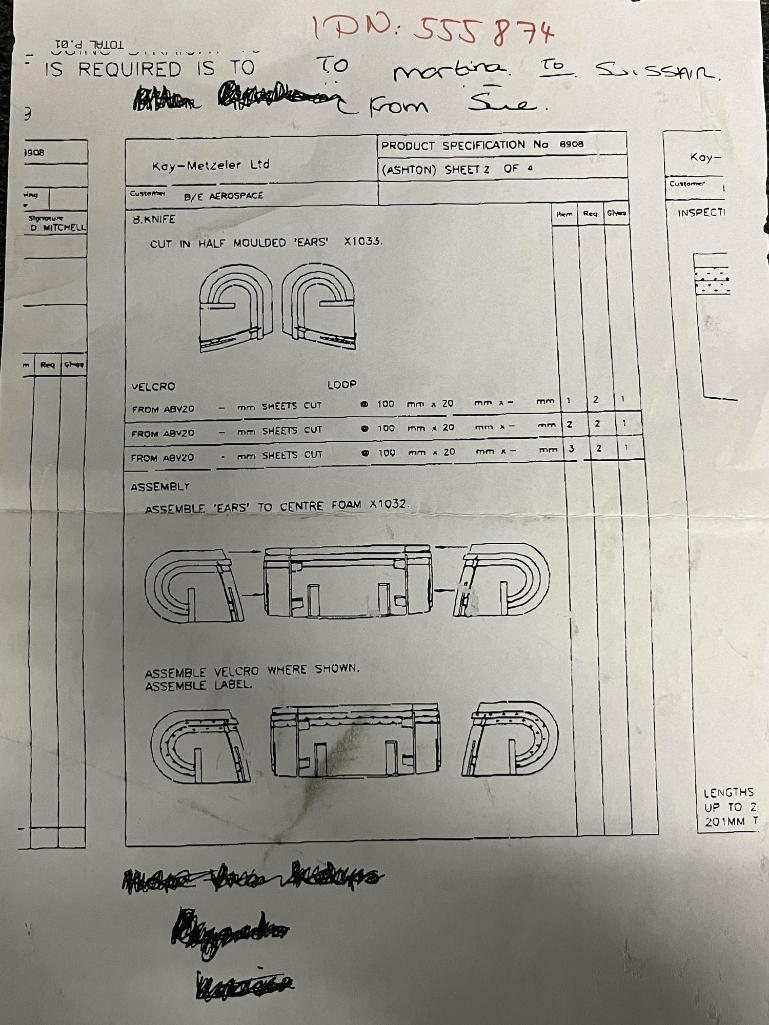 TOTAL P.01
IDN: 555 874
IS REQUIRED IS TO TO martina. To SWISSAIR.
From Sue.
8908
Signature
D MITCHELL
Req Given
Kay-Metzeler Ltd
PRODUCT SPECIFICATION No 8908
(ASHTON) SHEET 2 OF 4
Customer B/E AEROSPACE
B.KNIFE
Item Req Given
CUT IN HALF MOULDED 'EARS' X1033.
VELCRO LOOP
FROM ABV20 - mm SHEETS CUT @ 100 mm x 20 mm x - mm 1 2 1
FROM ABV20 - mm SHEETS CUT @ 100 mm x 20 mm x - mm 2 2 1
FROM ABV20 - mm SHEETS CUT @ 100 mm x 20 mm x - mm 3 2 1
ASSEMBLY
ASSEMBLE 'EARS' TO CENTRE FOAM X1032.
ASSEMBLE VELCRO WHERE SHOWN.
ASSEMBLE LABEL.
Kay-
Customer
INSPECTI
LENGTHS
UP TO 2
201MM T